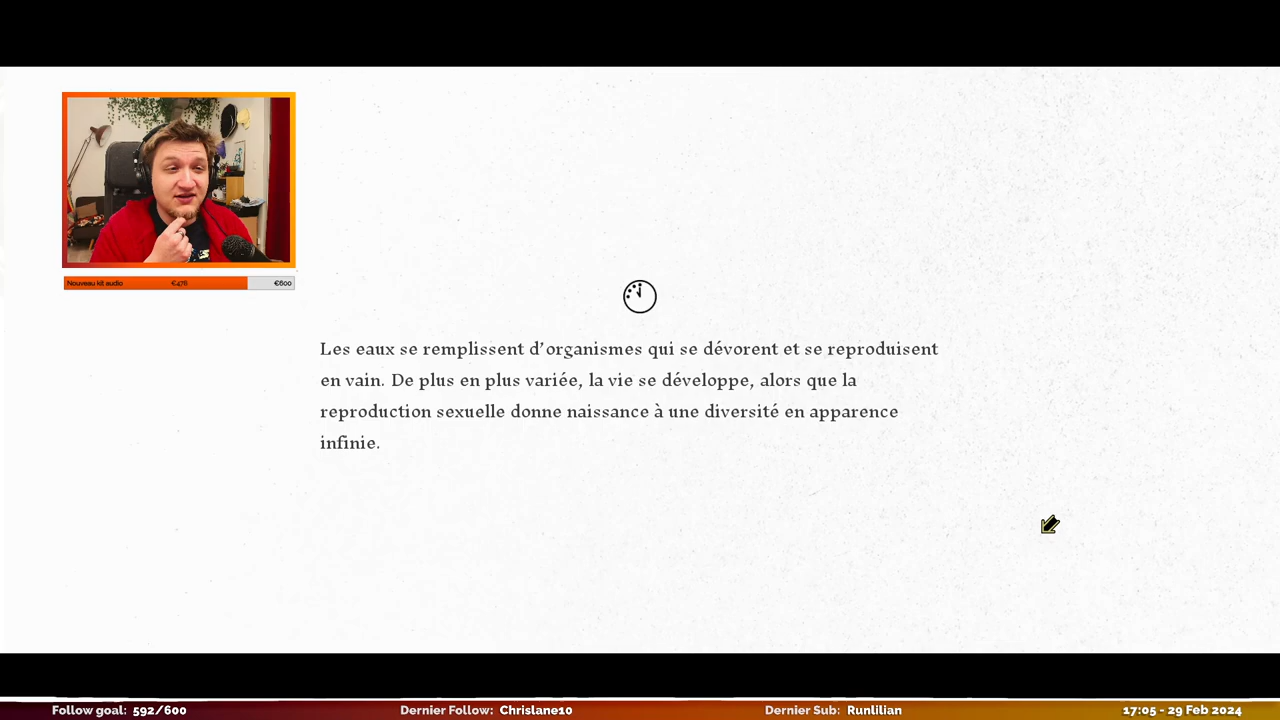 Nouveau kit audio €476 €600
Les eaux se remplissent d’organismes qui se dévorent et se reproduisent
en vain. De plus en plus variée, la vie se développe, alors que la
reproduction sexuelle donne naissance à une diversité en apparence
infinie.
Follow goal: 592/600 Dernier Follow: Chrislane10 Dernier Sub: Runlilian 17:05 - 29 Feb 2024